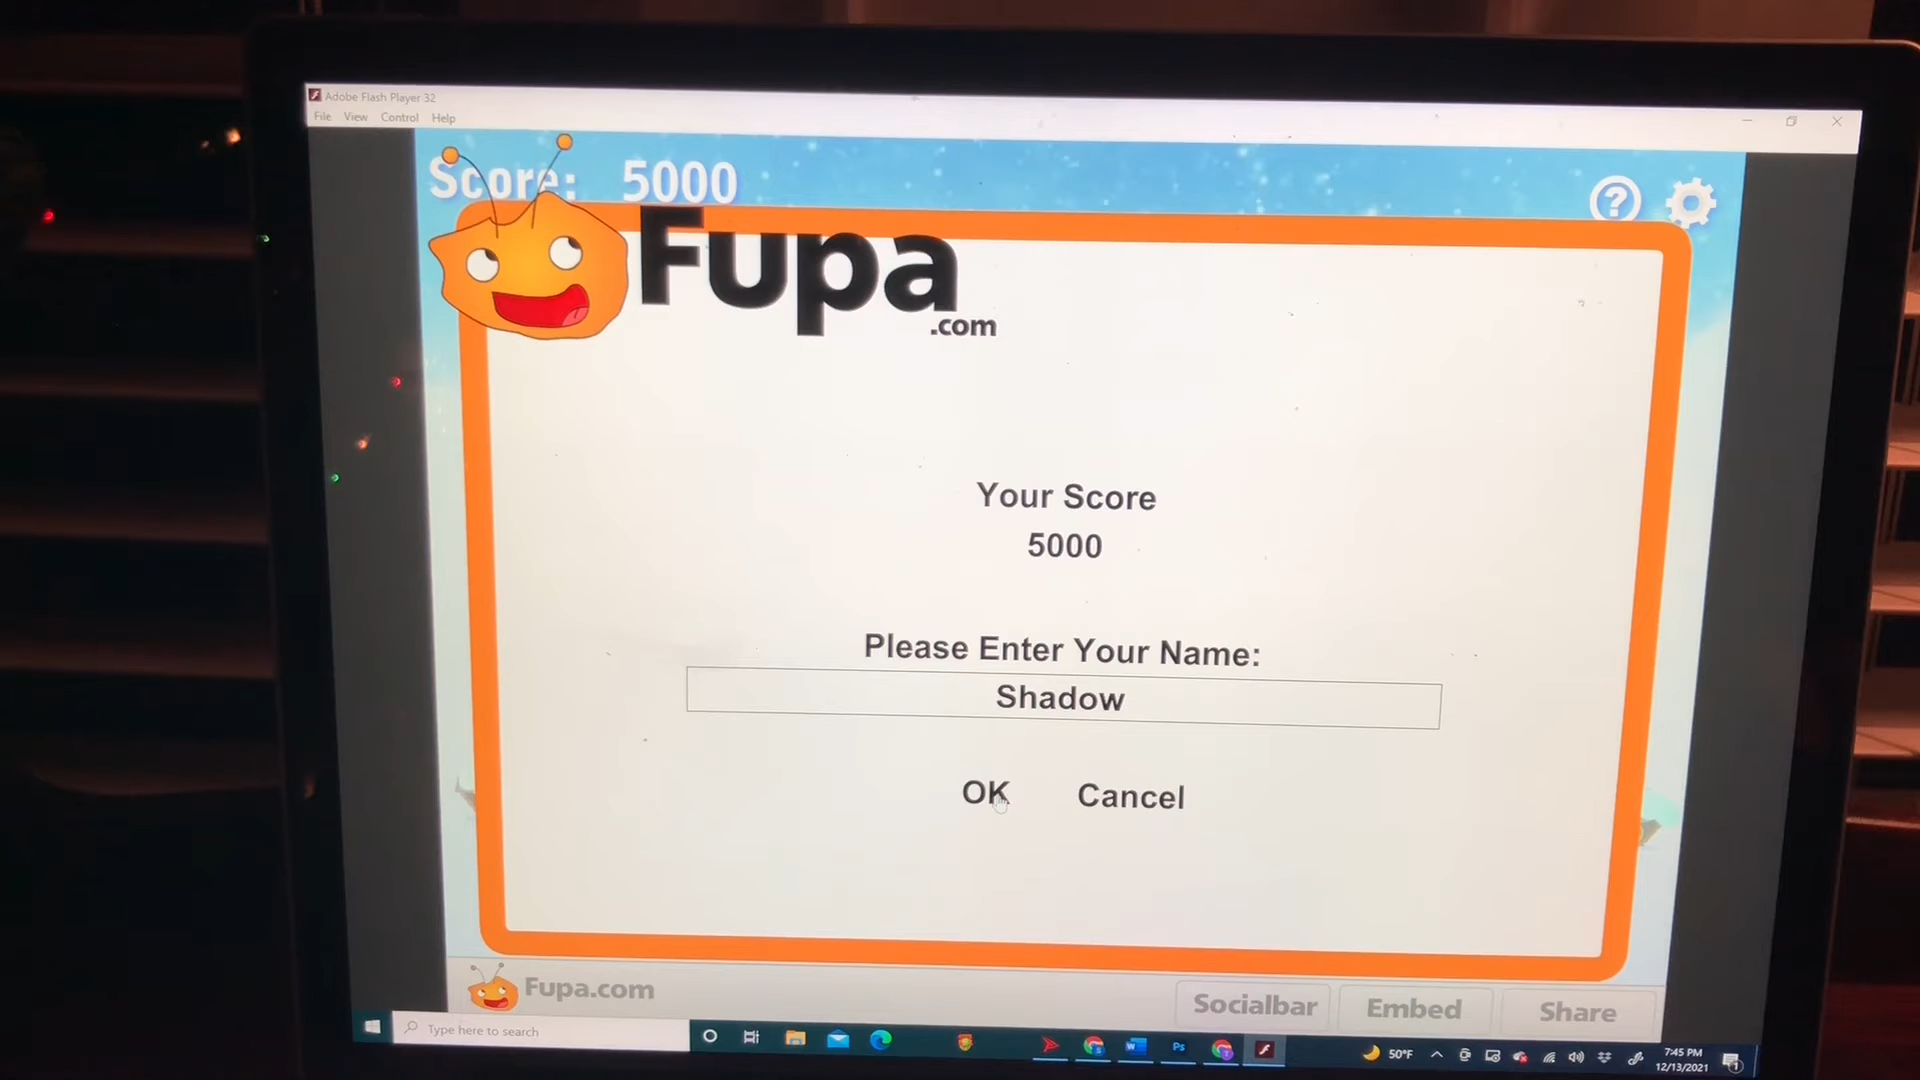 Adobe Flash Player 32
File View Control Help
Score: 5000
?
Fupa
.com
Your Score
5000
Please Enter Your Name:
Shadow
OK Cancel
Fupa.com
Socialbar Embed Share
Type here to search
Ps
50°F
7:45 PM
12/13/2021